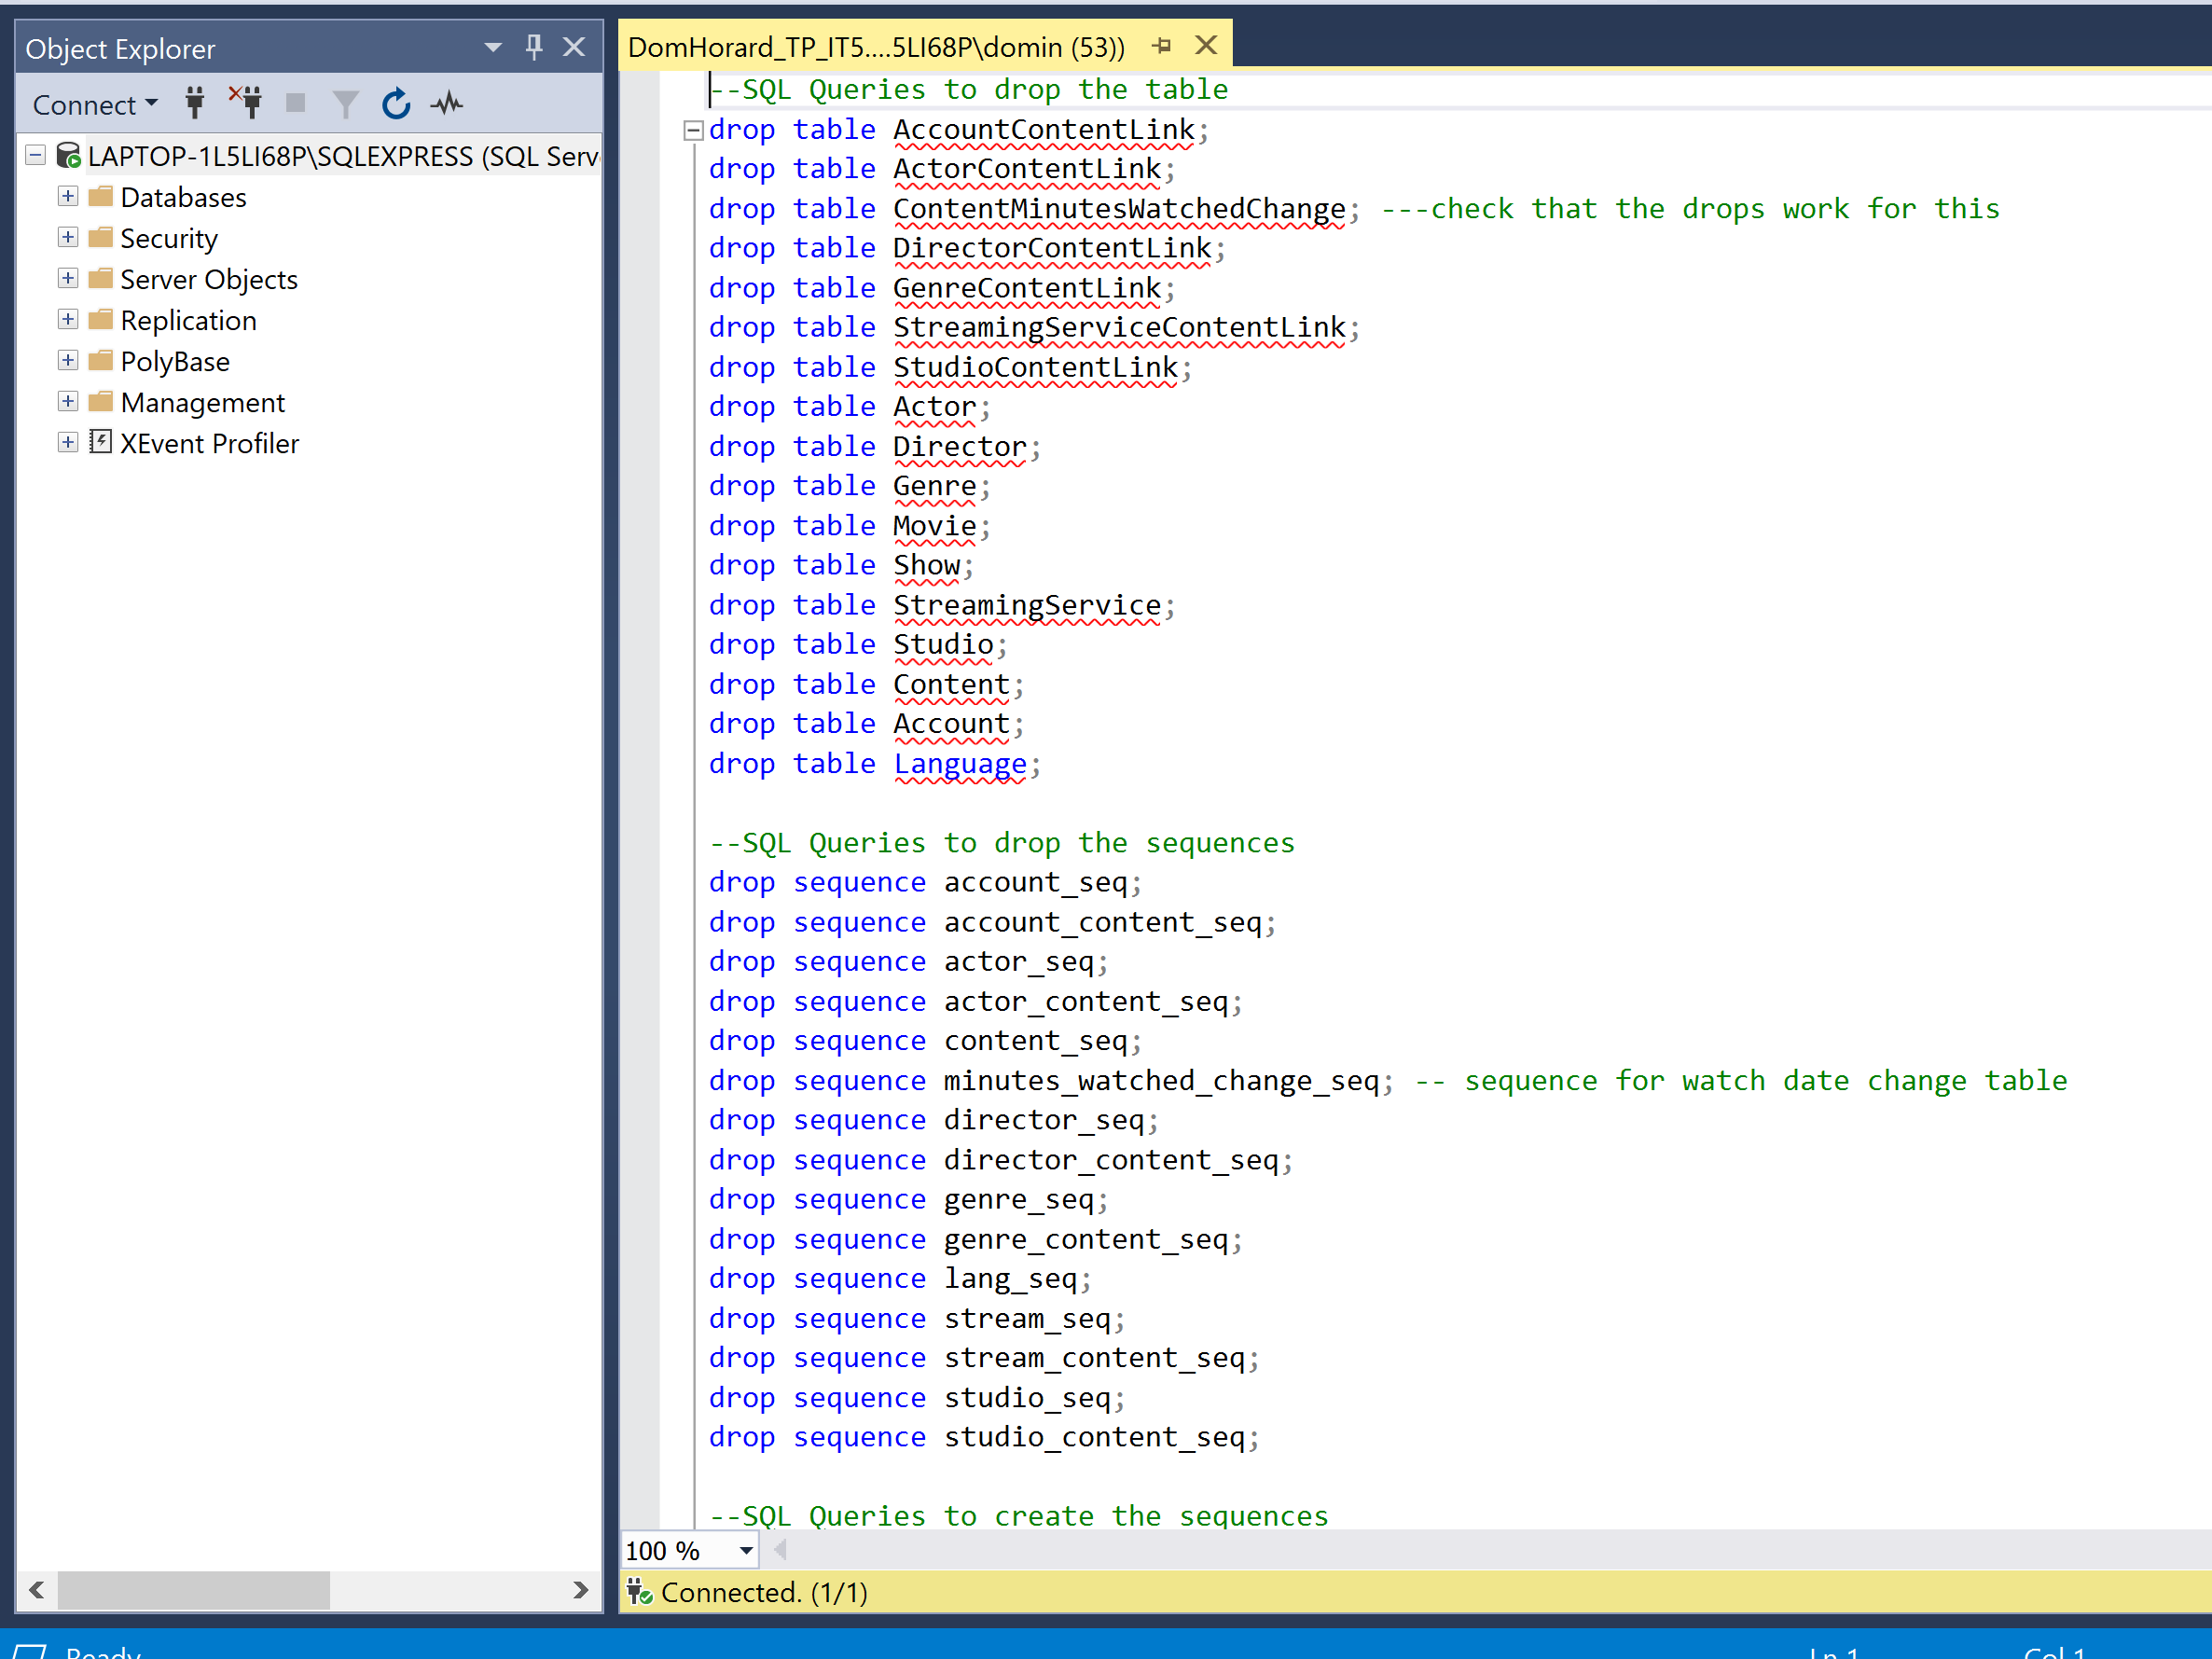 Object Explorer
Connect
LAPTOP-1L5LI68P\SQLEXPRESS (SQL Serv
Databases
Security
Server Objects
Replication
PolyBase
Management
XEvent Profiler
DomHorard_TP_IT5....5LI68P\domin (53))
--SQL Queries to drop the table
drop table AccountContentLink;
drop table ActorContentLink;
drop table ContentMinutesWatchedChange; ---check that the drops work for this
drop table DirectorContentLink;
drop table GenreContentLink;
drop table StreamingServiceContentLink;
drop table StudioContentLink;
drop table Actor;
drop table Director;
drop table Genre;
drop table Movie;
drop table Show;
drop table StreamingService;
drop table Studio;
drop table Content;
drop table Account;
drop table Language;
--SQL Queries to drop the sequences
drop sequence account_seq;
drop sequence account_content_seq;
drop sequence actor_seq;
drop sequence actor_content_seq;
drop sequence content_seq;
drop sequence minutes_watched_change_seq; -- sequence for watch date change table
drop sequence director_seq;
drop sequence director_content_seq;
drop sequence genre_seq;
drop sequence genre_content_seq;
drop sequence lang_seq;
drop sequence stream_seq;
drop sequence stream_content_seq;
drop sequence studio_seq;
drop sequence studio_content_seq;
--SQL Queries to create the sequences
100 %
Connected. (1/1)
Ready
Ln 1
Col 1